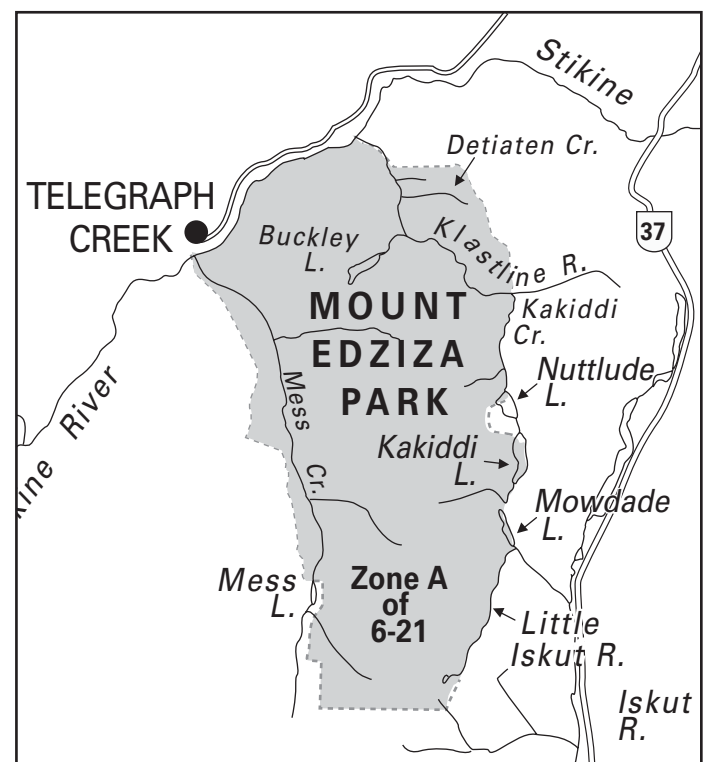 Stikine
Detiaten Cr.
TELEGRAPH
CREEK
Buckley
L.
Klastline R.
37
MOUNT
EDZIZA
PARK
Kakiddi
Cr.
Nuttlude
L.
Mess Cr.
River
Kakiddi
L.
Mowdade
L.
Mess
L.
Zone A
of
6-21
Little
Iskut R.
Iskut
R.